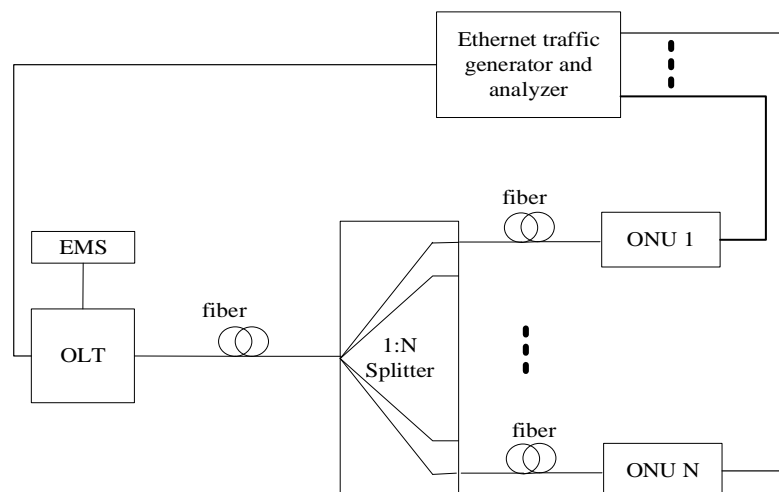 Ethernet traffic
generator and
analyzer
fiber
EMS
ONU 1
fiber
OLT
1:N
Splitter
fiber
ONU N